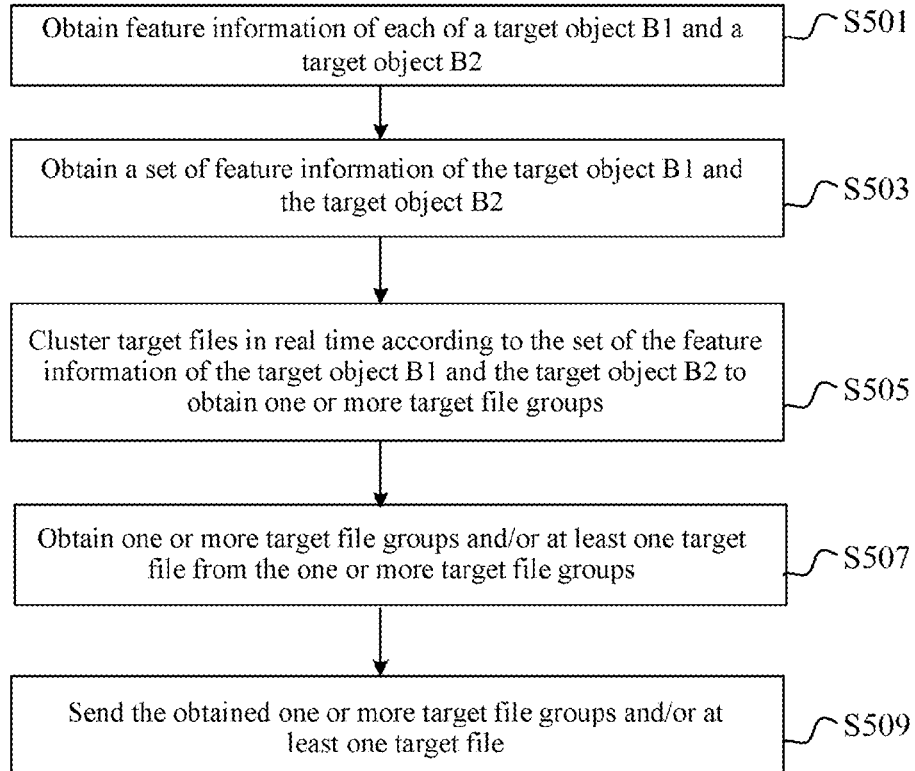 Obtain feature information of each of a target object B1 and a
target object B2
S501
Obtain a set of feature information of the target object B1 and
the target object B2
S503
Cluster target files in real time according to the set of the feature
information of the target object B1 and the target object B2 to
obtain one or more target file groups
S505
Obtain one or more target file groups and/or at least one target
file from the one or more target file groups
S507
Send the obtained one or more target file groups and/or at
least one target file
S509